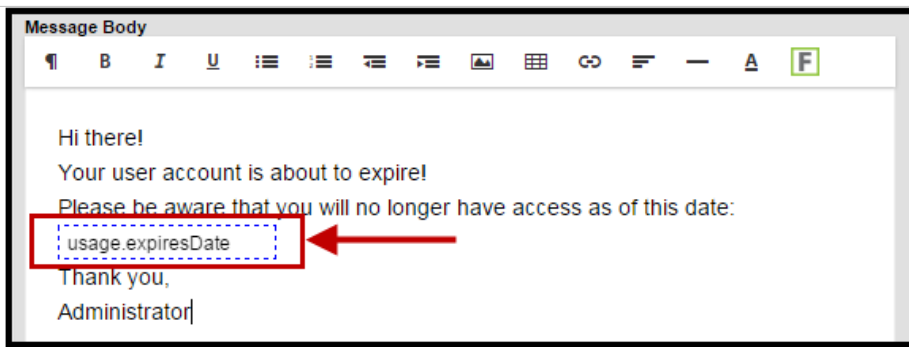 Message Body
¶ B I U A F
Hi there!
Your user account is about to expire!
Please be aware that you will no longer have access as of this date:
usage.expiresDate
Thank you,
Administrator